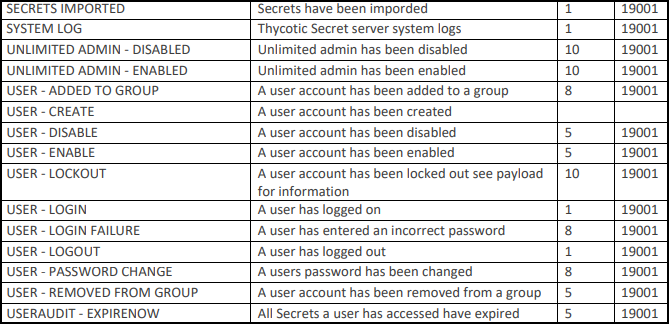 SECRETS IMPORTED Secrets have been imporded 1 19001
SYSTEM LOG Thycotic Secret server system logs 1 19001
UNLIMITED ADMIN - DISABLED Unlimited admin has been disabled 10 19001
UNLIMITED ADMIN - ENABLED Unlimited admin has been enabled 10 19001
USER - ADDED TO GROUP A user account has been added to a group 8 19001
USER - CREATE A user account has been created
USER - DISABLE A user account has been disabled 5 19001
USER - ENABLE A user account has been enabled 5 19001
USER - LOCKOUT A user account has been locked out see payload 10 19001
for information
USER - LOGIN A user has logged on 1 19001
USER - LOGIN FAILURE A user has entered an incorrect password 8 19001
USER - LOGOUT A user has logged out 1 19001
USER - PASSWORD CHANGE A users password has been changed 8 19001
USER - REMOVED FROM GROUP A user account has been removed from a group 5 19001
USERAUDIT - EXPIRENOW All Secrets a user has accessed have expired 5 19001